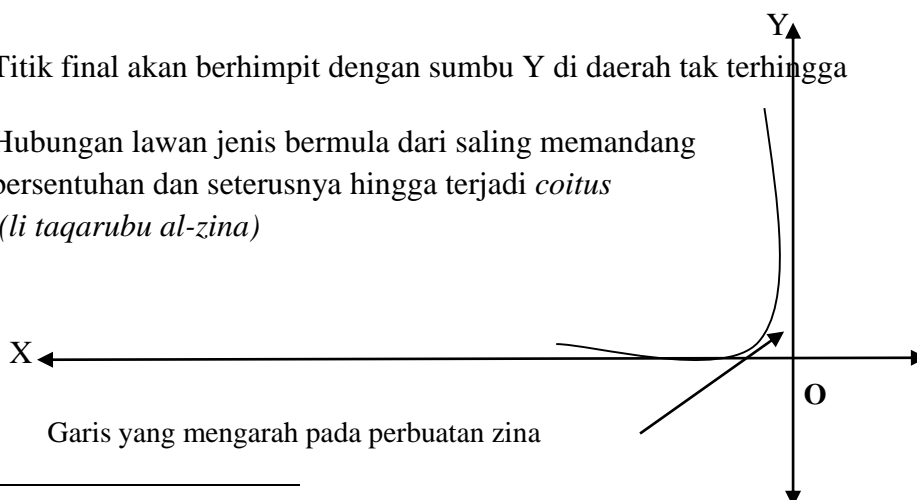 Y
Titik final akan berhimpit dengan sumbu Y di daerah tak terhingga
Hubungan lawan jenis bermula dari saling memandang
bersentuhan dan seterusnya hingga terjadi coitus
(li taqarubu al-zina)
X
O
Garis yang mengarah pada perbuatan zina